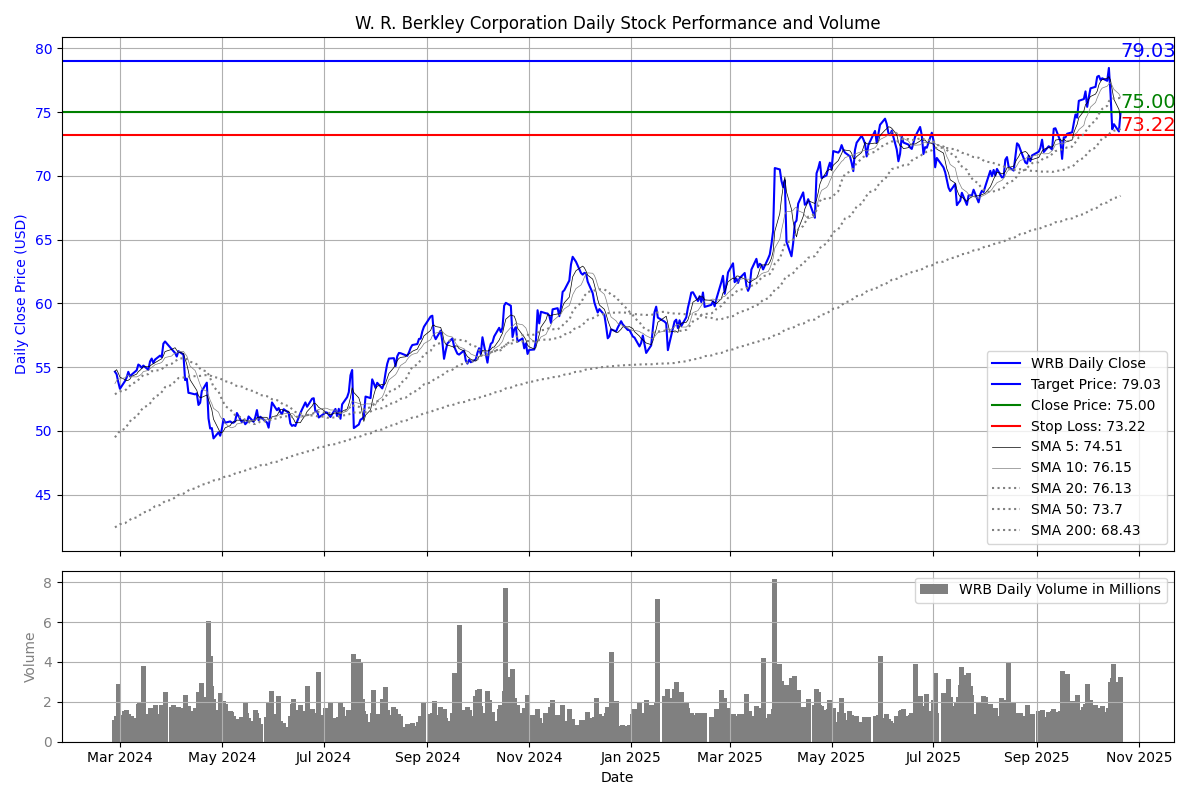 W. R. Berkley Corporation Daily Stock Performance and Volume
Daily Close Price (USD)
80
75
70
65
60
55
50
45
79.03
75.00
73.22
WRB Daily Close
Target Price: 79.03
Close Price: 75.00
Stop Loss: 73.22
SMA 5: 74.51
SMA 10: 76.15
SMA 20: 76.13
SMA 50: 73.7
SMA 200: 68.43
Volume
8
6
4
2
0
WRB Daily Volume in Millions
Mar 2024 May 2024 Jul 2024 Sep 2024 Nov 2024 Jan 2025 Mar 2025 May 2025 Jul 2025 Sep 2025 Nov 2025
Date